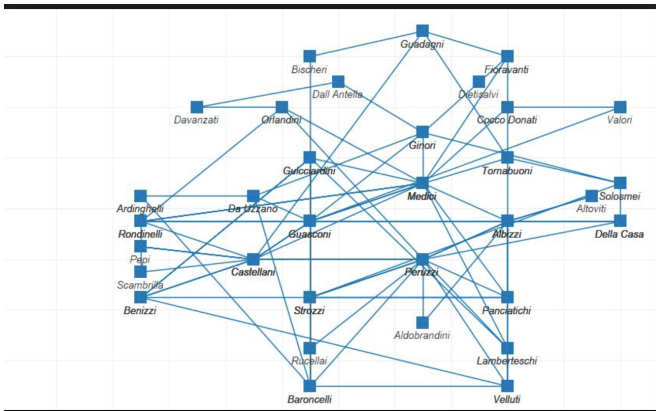 Guadagni
Bischeri
Fioravanti
Dall Antella
Dietisalvi
Davanzati
Orlandini
Cocco Donati
Valori
Ginori
Guicciardini
Tornabuoni
Medici
Solosmei
Ardinghelli
Da Uzzano
Altoviti
Rondinelli
Guasconi
Albizzi
Della Casa
Pepi
Castellani
Peruzzi
Scambrilla
Benizzi
Strozzi
Panciatichi
Aldobrandini
Rucellai
Lamberteschi
Baroncelli
Velluti